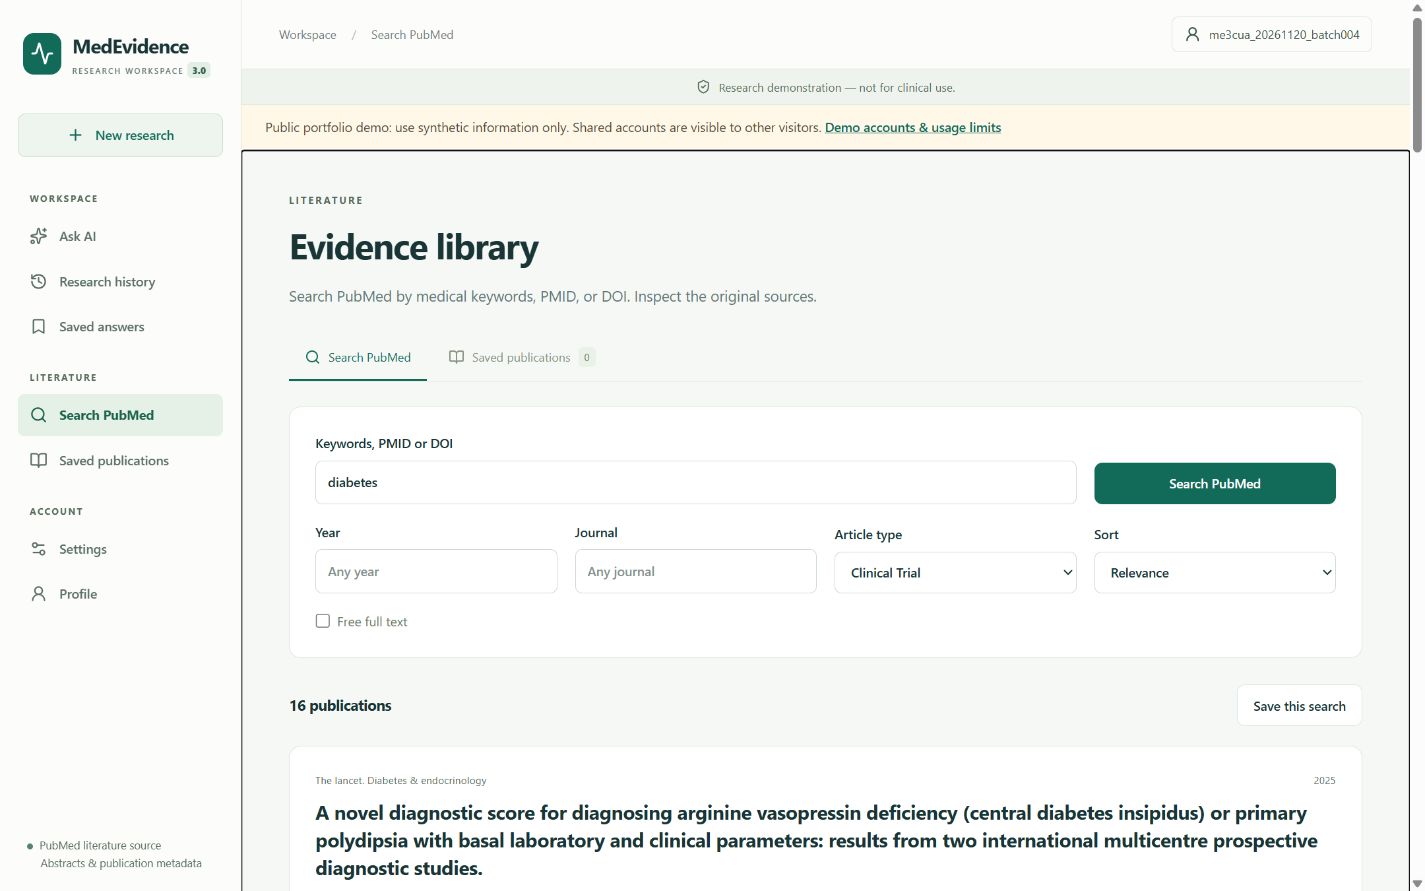 MedEvidence
RESEARCH WORKSPACE 3.0
New research
WORKSPACE
Ask AI
Research history
Saved answers
LITERATURE
Search PubMed
Saved publications
ACCOUNT
Settings
Profile
PubMed literature source
Abstracts & publication metadata
Workspace / Search PubMed
me3cua_20261120_batch004
Research demonstration — not for clinical use.
Public portfolio demo: use synthetic information only. Shared accounts are visible to other visitors. Demo accounts & usage limits
LITERATURE
Evidence library
Search PubMed by medical keywords, PMID, or DOI. Inspect the original sources.
Search PubMed
Saved publications 0
Keywords, PMID or DOI
diabetes
Search PubMed
Year
Journal
Article type
Sort
Any year
Any journal
Clinical Trial
Relevance
Free full text
16 publications
Save this search
The lancet. Diabetes & endocrinology
2025
A novel diagnostic score for diagnosing arginine vasopressin deficiency (central diabetes insipidus) or primary
polydipsia with basal laboratory and clinical parameters: results from two international multicentre prospective
diagnostic studies.